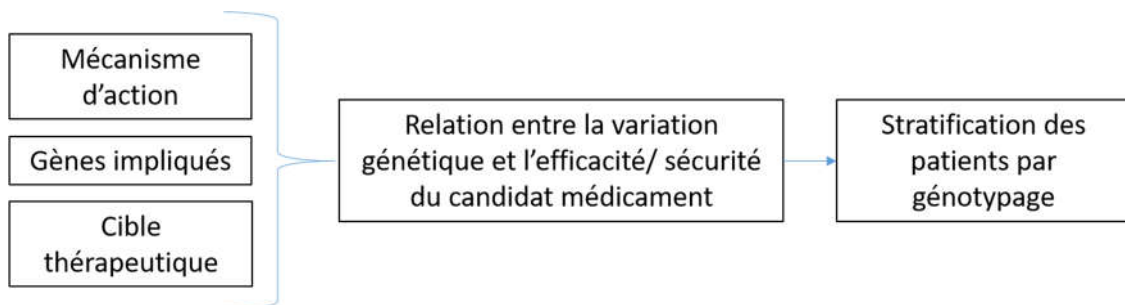 Mécanisme
d’action
Gènes impliqués
Cible
thérapeutique
Relation entre la variation
génétique et l’efficacité/ sécurité
du candidat médicament
Stratification des
patients par
génotypage